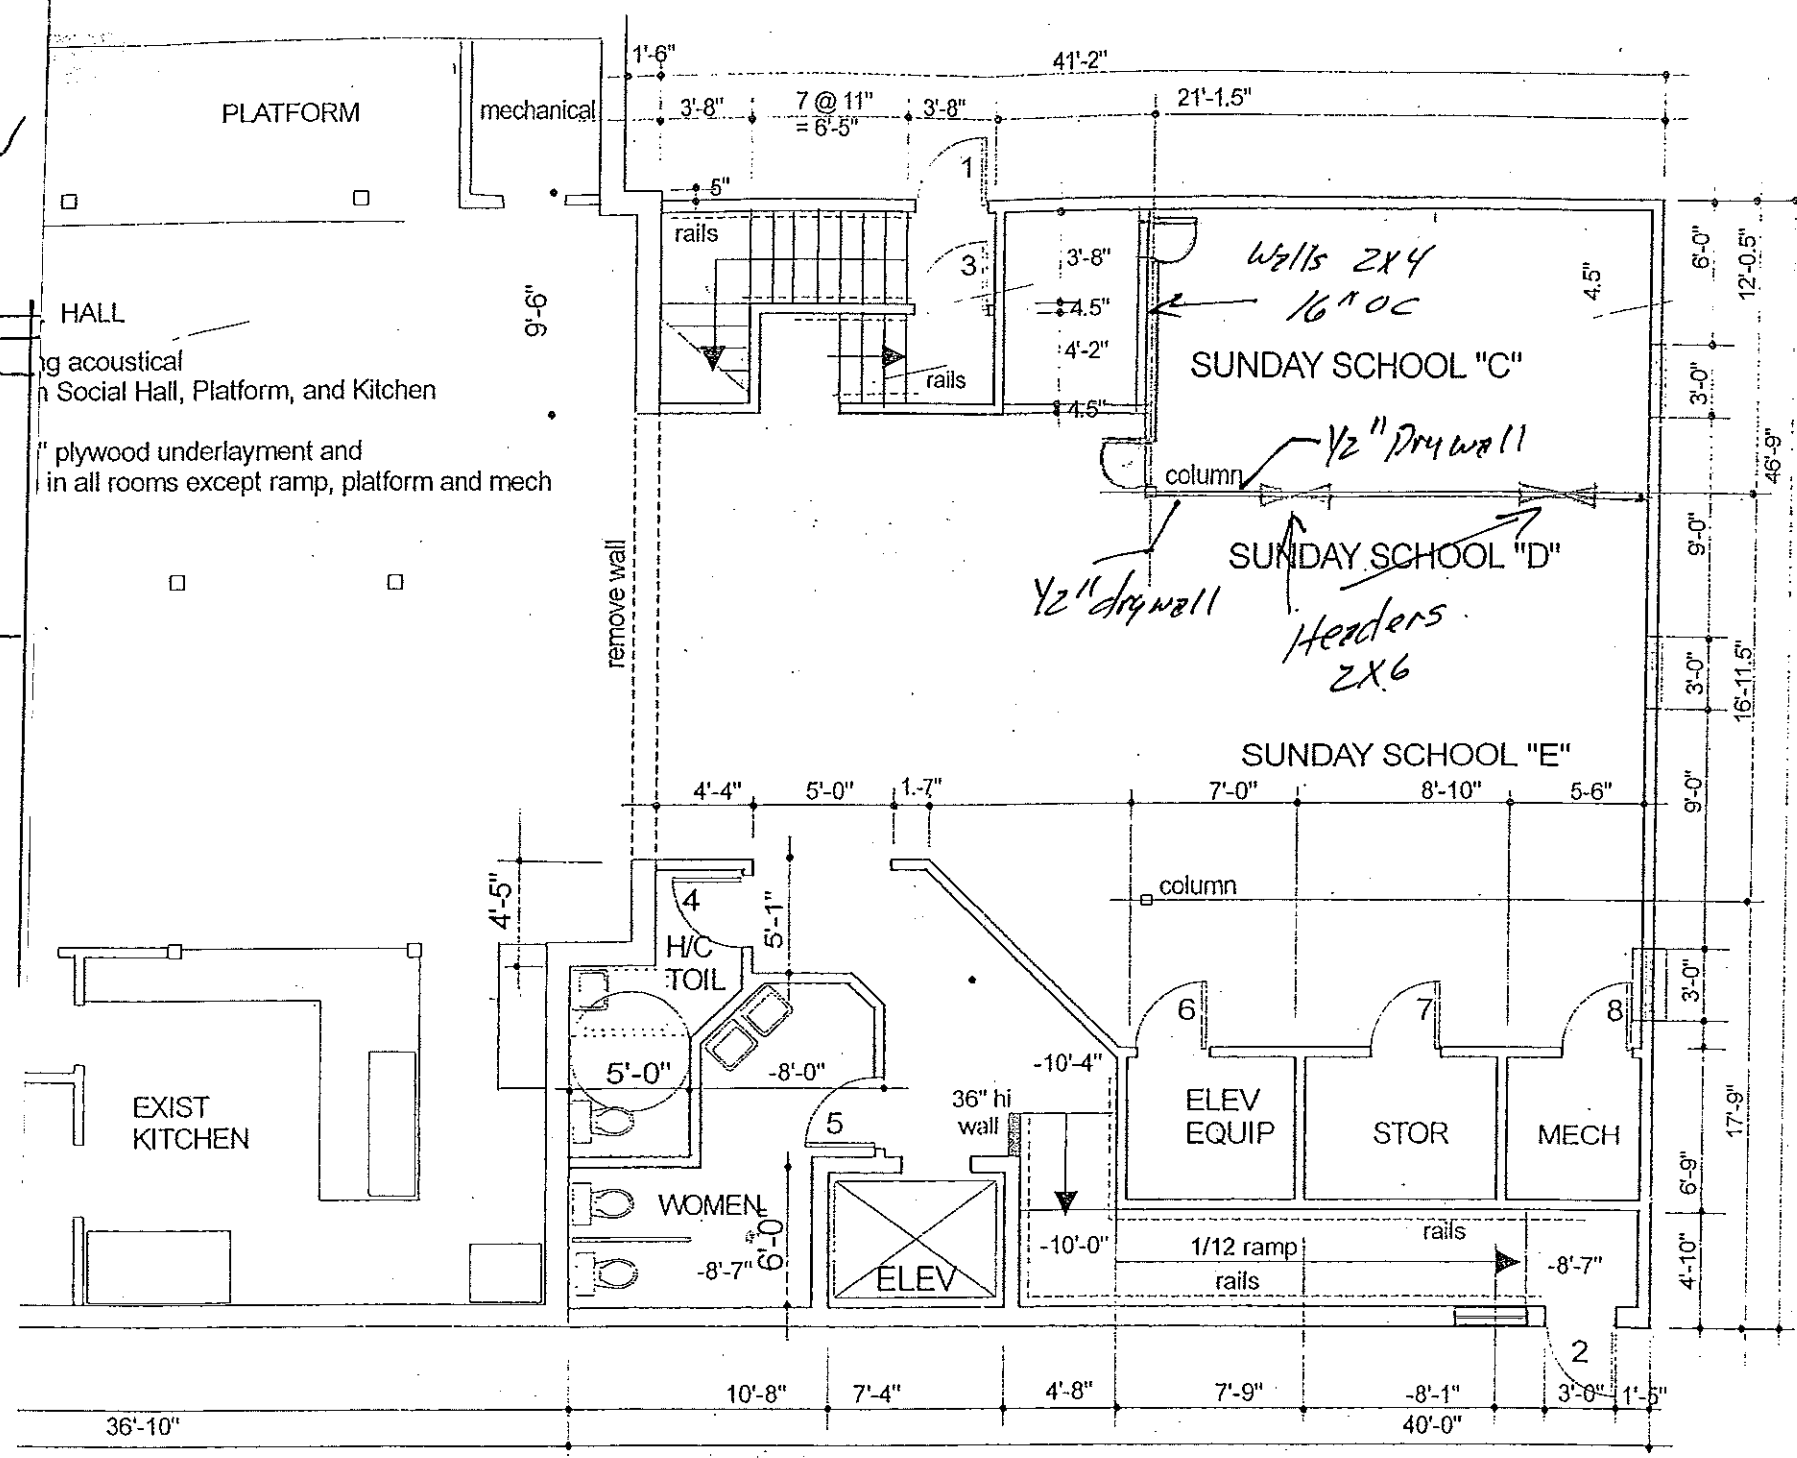 1'-6"
41'-2"
PLATFORM
mechanical
3'-8"
7 @ 11"
= 6'-5"
3'-8"
21'-1.5"
1
5"
rails
3
3'-8"
Walls 2x4
16" OC
4.5"
6'-0"
12'-0.5"
9'-6"
HALL
4.5"
4'-2"
SUNDAY SCHOOL "C"
rails
4.5"
3'-0"
acoustical
Social Hall, Platform, and Kitchen
" plywood underlayment and
in all rooms except ramp, platform and mech
1/2" Drywall
column
46'-9"
remove wall
SUNDAY SCHOOL "D"
9'-0"
1/2" drywall
Headers
2x6
3'-0"
16'-11.5"
SUNDAY SCHOOL "E"
4'-4"
5'-0"
1.-7"
7'-0"
8'-10"
5-6"
9'-0"
4'-5"
4
5'-1"
column
H/C
TOIL
6
7
8
3'-0"
5'-0"
-8'-0"
-10'-4"
36" hi
wall
5
EXIST
KITCHEN
ELEV
EQUIP
STOR
MECH
17'-9"
WOMEN
6'-0"
-8'-7"
ELEV
-10'-0"
1/12 ramp
rails
rails
-8'-7"
6'-9"
4'-10"
2
10'-8"
7'-4"
4'-8"
7'-9"
-8'-1"
3'-0"
1'-5"
36'-10"
40'-0"